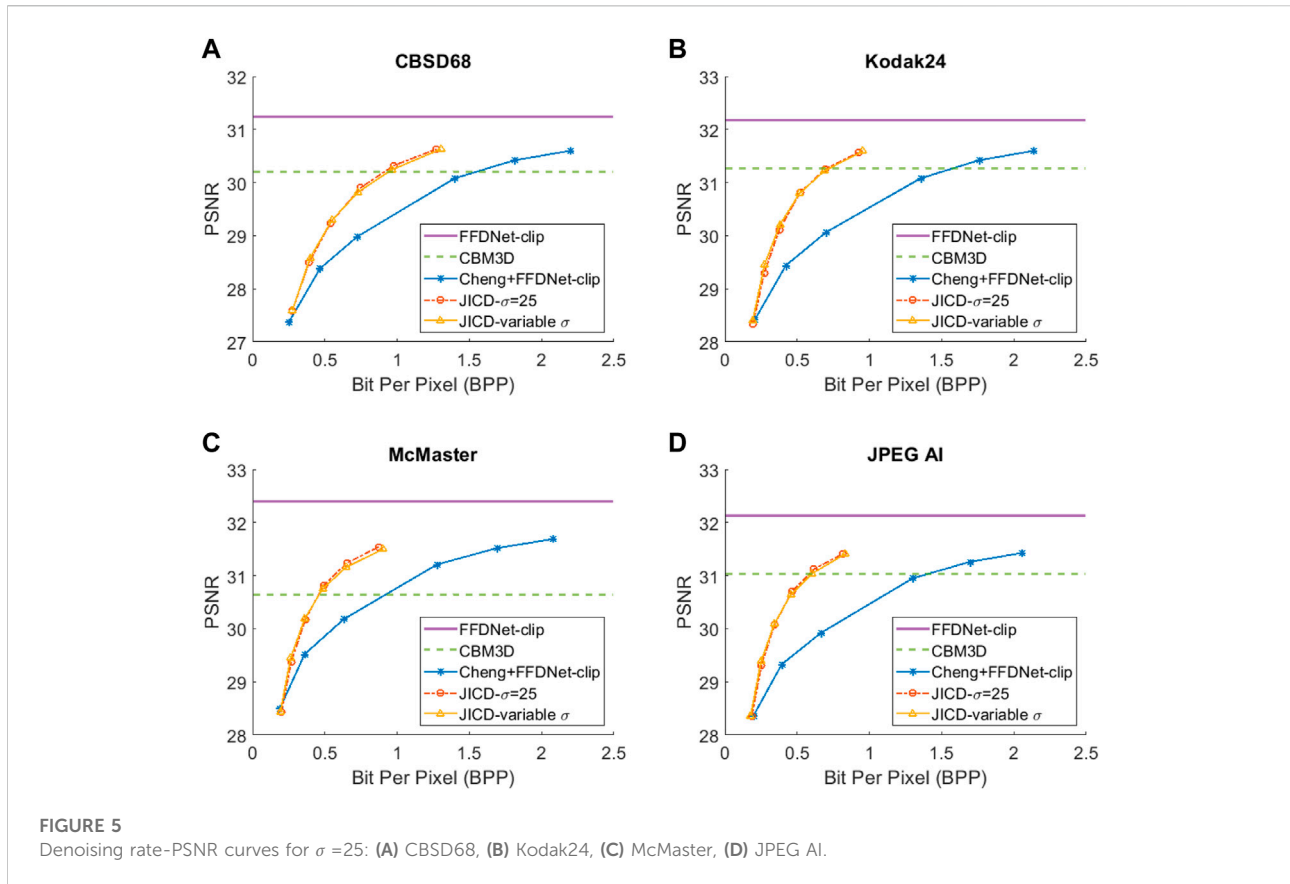 A
CBSD68
32
31
30
29
28
27
PSNR
0
0.5
1
1.5
2
2.5
Bit Per Pixel (BPP)
FFDNet-clip
CBM3D
Cheng+FFDNet-clip
JICD-σ=25
JICD-variable σ
B
Kodak24
33
32
31
30
29
28
PSNR
0
0.5
1
1.5
2
2.5
Bit Per Pixel (BPP)
FFDNet-clip
CBM3D
Cheng+FFDNet-clip
JICD-σ=25
JICD-variable σ
C
McMaster
33
32
31
30
29
28
PSNR
0
0.5
1
1.5
2
2.5
Bit Per Pixel (BPP)
FFDNet-clip
CBM3D
Cheng+FFDNet-clip
JICD-σ=25
JICD-variable σ
D
JPEG AI
33
32
31
30
29
28
PSNR
0
0.5
1
1.5
2
2.5
Bit Per Pixel (BPP)
FFDNet-clip
CBM3D
Cheng+FFDNet-clip
JICD-σ=25
JICD-variable σ
FIGURE 5
Denoising rate-PSNR curves for σ =25: (A) CBSD68, (B) Kodak24, (C) McMaster, (D) JPEG AI.